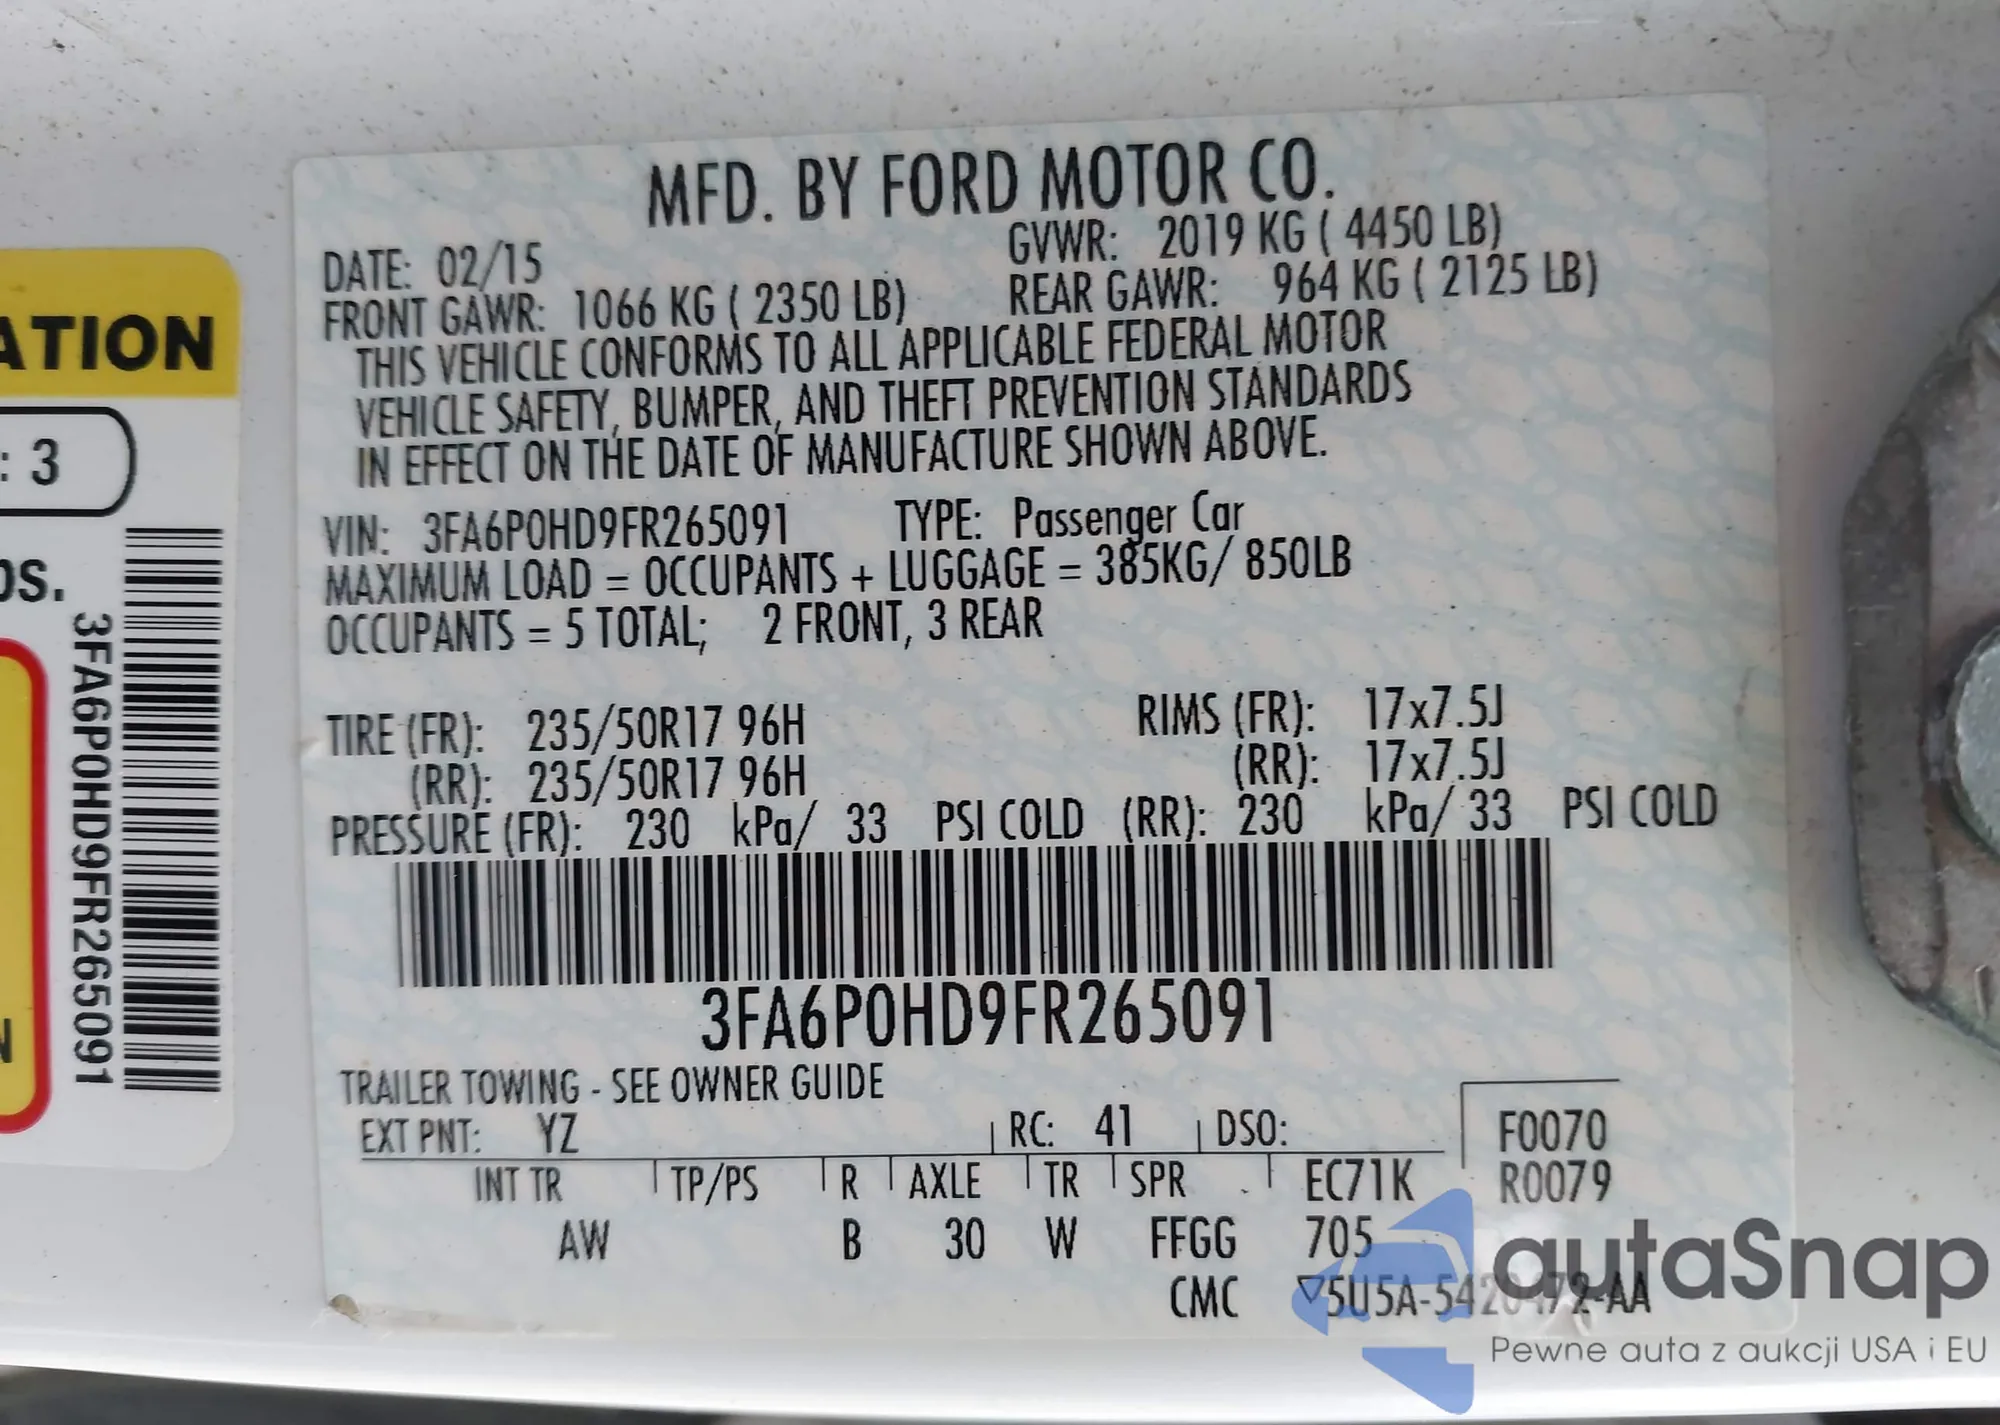 MFD. BY FORD MOTOR CO.
DATE: 02/15
GVWR: 2019 KG ( 4450 LB)
FRONT GAWR: 1066 KG ( 2350 LB)
REAR GAWR: 964 KG ( 2125 LB)
THIS VEHICLE CONFORMS TO ALL APPLICABLE FEDERAL MOTOR
VEHICLE SAFETY, BUMPER, AND THEFT PREVENTION STANDARDS
IN EFFECT ON THE DATE OF MANUFACTURE SHOWN ABOVE.
VIN: 3FA6P0HD9FR265091 TYPE: Passenger Car
MAXIMUM LOAD = OCCUPANTS + LUGGAGE = 385KG/ 850LB
OCCUPANTS = 5 TOTAL; 2 FRONT, 3 REAR
TIRE (FR): 235/50R17 96H RIMS (FR): 17x7.5J
(RR): 235/50R17 96H (RR): 17x7.5J
PRESSURE (FR): 230 kPa/ 33 PSI COLD (RR): 230 kPa/ 33 PSI COLD
3FA6P0HD9FR265091
TRAILER TOWING - SEE OWNER GUIDE
EXT PNT: YZ RC: 41 DSO: F0070
INT TR TP/PS R AXLE TR SPR EC71K R0079
AW B 30 W FFGG 705
CMC ▽5U5A-5420472-AA
ATION
: 3
3FA6P0HD9FR265091
autaSnap
Pewne auta z aukcji USA i EU